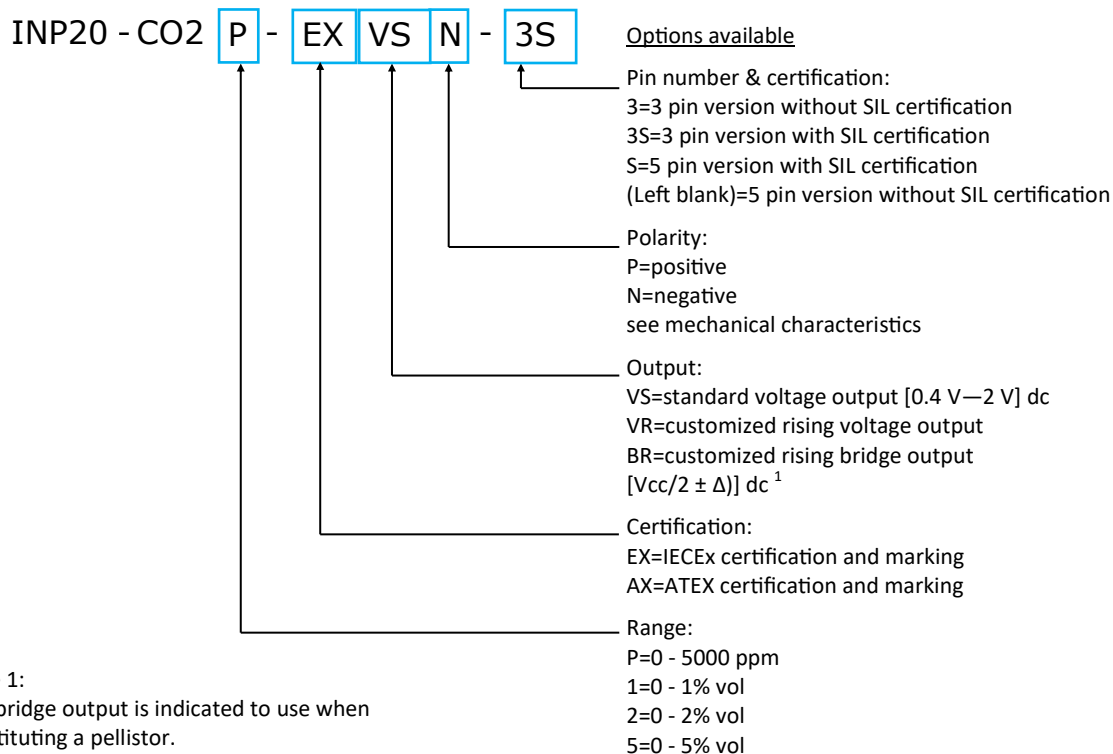 INP20 - CO2 P - EX VS N - 3S
Options available
Pin number & certification:
3=3 pin version without SIL certification
3S=3 pin version with SIL certification
S=5 pin version with SIL certification
(Left blank)=5 pin version without SIL certification
Polarity:
P=positive
N=negative
see mechanical characteristics
Output:
VS=standard voltage output [0.4 V—2 V] dc
VR=customized rising voltage output
BR=customized rising bridge output
[Vcc/2 ± Δ)] dc ¹
Certification:
EX=IECEx certification and marking
AX=ATEX certification and marking
Range:
P=0 - 5000 ppm
1=0 - 1% vol
2=0 - 2% vol
5=0 - 5% vol
1:
bridge output is indicated to use when
tituting a pellistor.